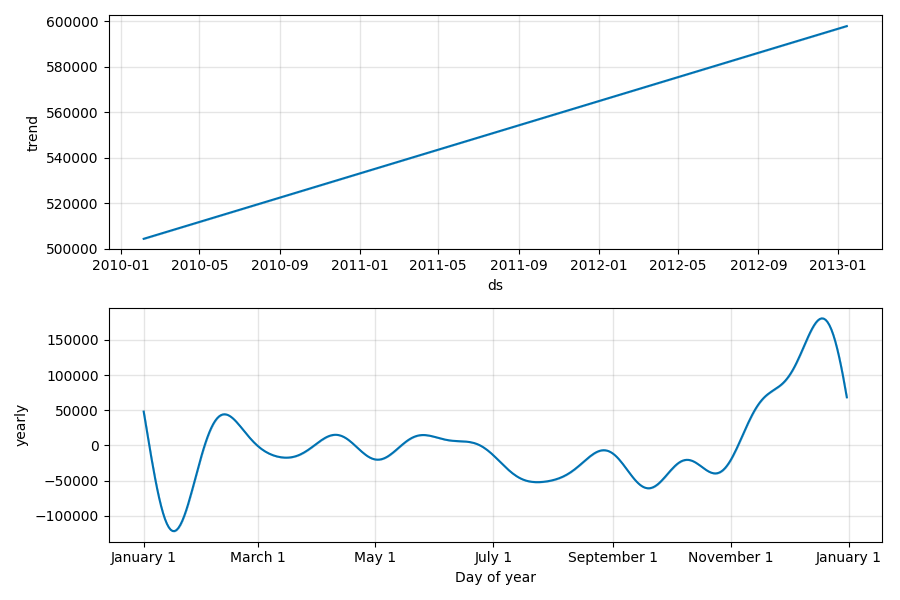 600000
580000
560000
540000
520000
500000
trend
2010-01 2010-05 2010-09 2011-01 2011-05 2011-09 2012-01 2012-05 2012-09 2013-01
ds
150000
100000
50000
0
−50000
−100000
yearly
January 1 March 1 May 1 July 1 September 1 November 1 January 1
Day of year